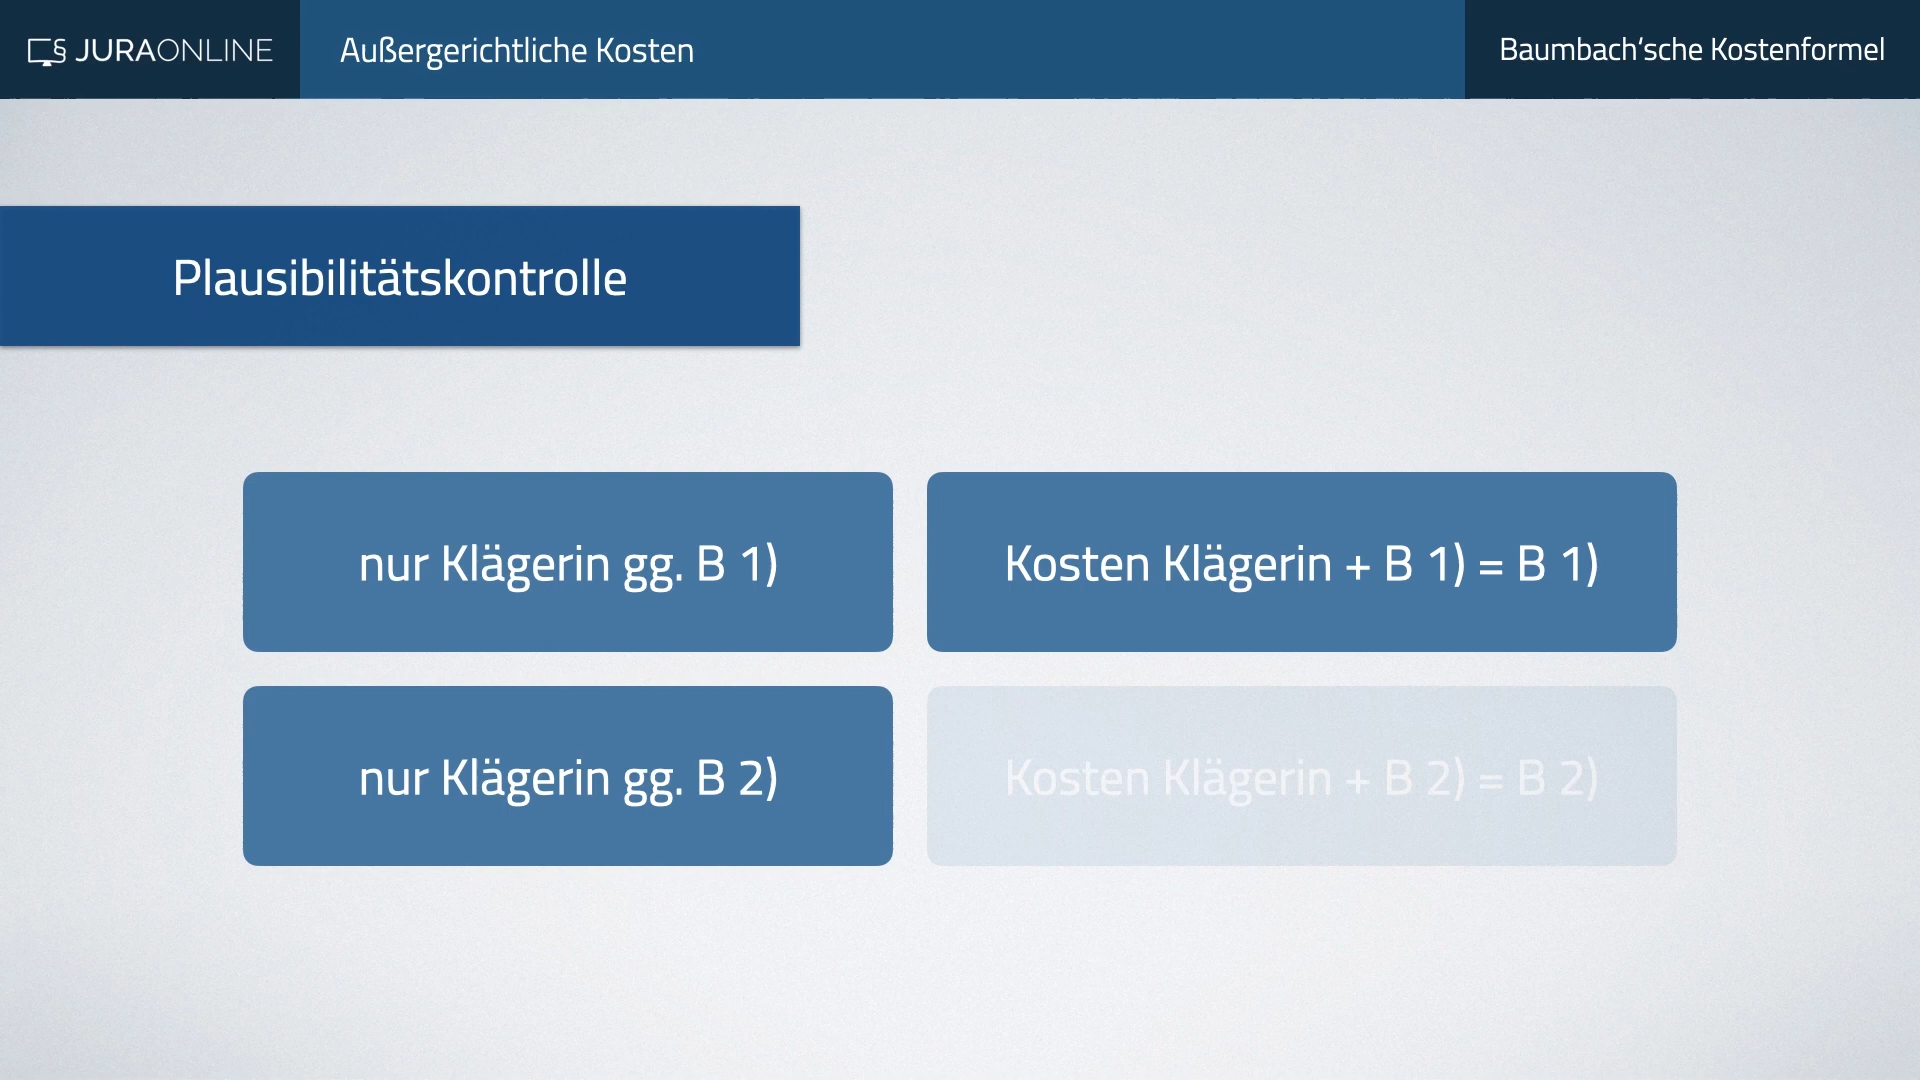 JURAONLINE
Außergerichtliche Kosten
Baumbach‘sche Kostenformel
Plausibilitätskontrolle
nur Klägerin gg. B 1)
Kosten Klägerin + B 1) = B 1)
nur Klägerin gg. B 2)
Kosten Klägerin + B 2) = B 2)